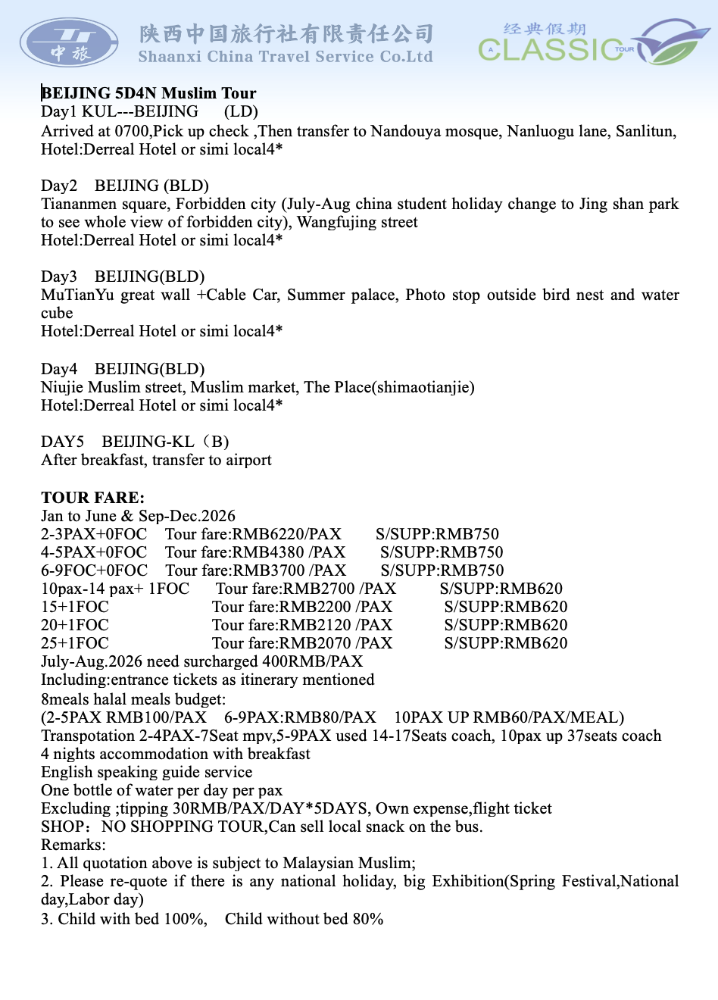 中旅
陕西中国旅行社有限责任公司
Shaanxi China Travel Service Co.Ltd
经典假期
A CLASSIC TOUR
BEIJING 5D4N Muslim Tour
Day1 KUL---BEIJING (LD)
Arrived at 0700,Pick up check ,Then transfer to Nandouya mosque, Nanluogu lane, Sanlitun,
Hotel:Derreal Hotel or simi local4*
Day2 BEIJING (BLD)
Tiananmen square, Forbidden city (July-Aug china student holiday change to Jing shan park
to see whole view of forbidden city), Wangfujing street
Hotel:Derreal Hotel or simi local4*
Day3 BEIJING(BLD)
MuTianYu great wall +Cable Car, Summer palace, Photo stop outside bird nest and water
cube
Hotel:Derreal Hotel or simi local4*
Day4 BEIJING(BLD)
Niujie Muslim street, Muslim market, The Place(shimaotianjie)
Hotel:Derreal Hotel or simi local4*
DAY5 BEIJING-KL（B)
After breakfast, transfer to airport
TOUR FARE:
Jan to June & Sep-Dec.2026
2-3PAX+0FOC Tour fare:RMB6220/PAX S/SUPP:RMB750
4-5PAX+0FOC Tour fare:RMB4380 /PAX S/SUPP:RMB750
6-9FOC+0FOC Tour fare:RMB3700 /PAX S/SUPP:RMB750
10pax-14 pax+ 1FOC Tour fare:RMB2700 /PAX S/SUPP:RMB620
15+1FOC Tour fare:RMB2200 /PAX S/SUPP:RMB620
20+1FOC Tour fare:RMB2120 /PAX S/SUPP:RMB620
25+1FOC Tour fare:RMB2070 /PAX S/SUPP:RMB620
July-Aug.2026 need surcharged 400RMB/PAX
Including:entrance tickets as itinerary mentioned
8meals halal meals budget:
(2-5PAX RMB100/PAX 6-9PAX:RMB80/PAX 10PAX UP RMB60/PAX/MEAL)
Transpotation 2-4PAX-7Seat mpv,5-9PAX used 14-17Seats coach, 10pax up 37seats coach
4 nights accommodation with breakfast
English speaking guide service
One bottle of water per day per pax
Excluding ;tipping 30RMB/PAX/DAY*5DAYS, Own expense,flight ticket
SHOP：NO SHOPPING TOUR,Can sell local snack on the bus.
Remarks:
1. All quotation above is subject to Malaysian Muslim;
2. Please re-quote if there is any national holiday, big Exhibition(Spring Festival,National
day,Labor day)
3. Child with bed 100%, Child without bed 80%